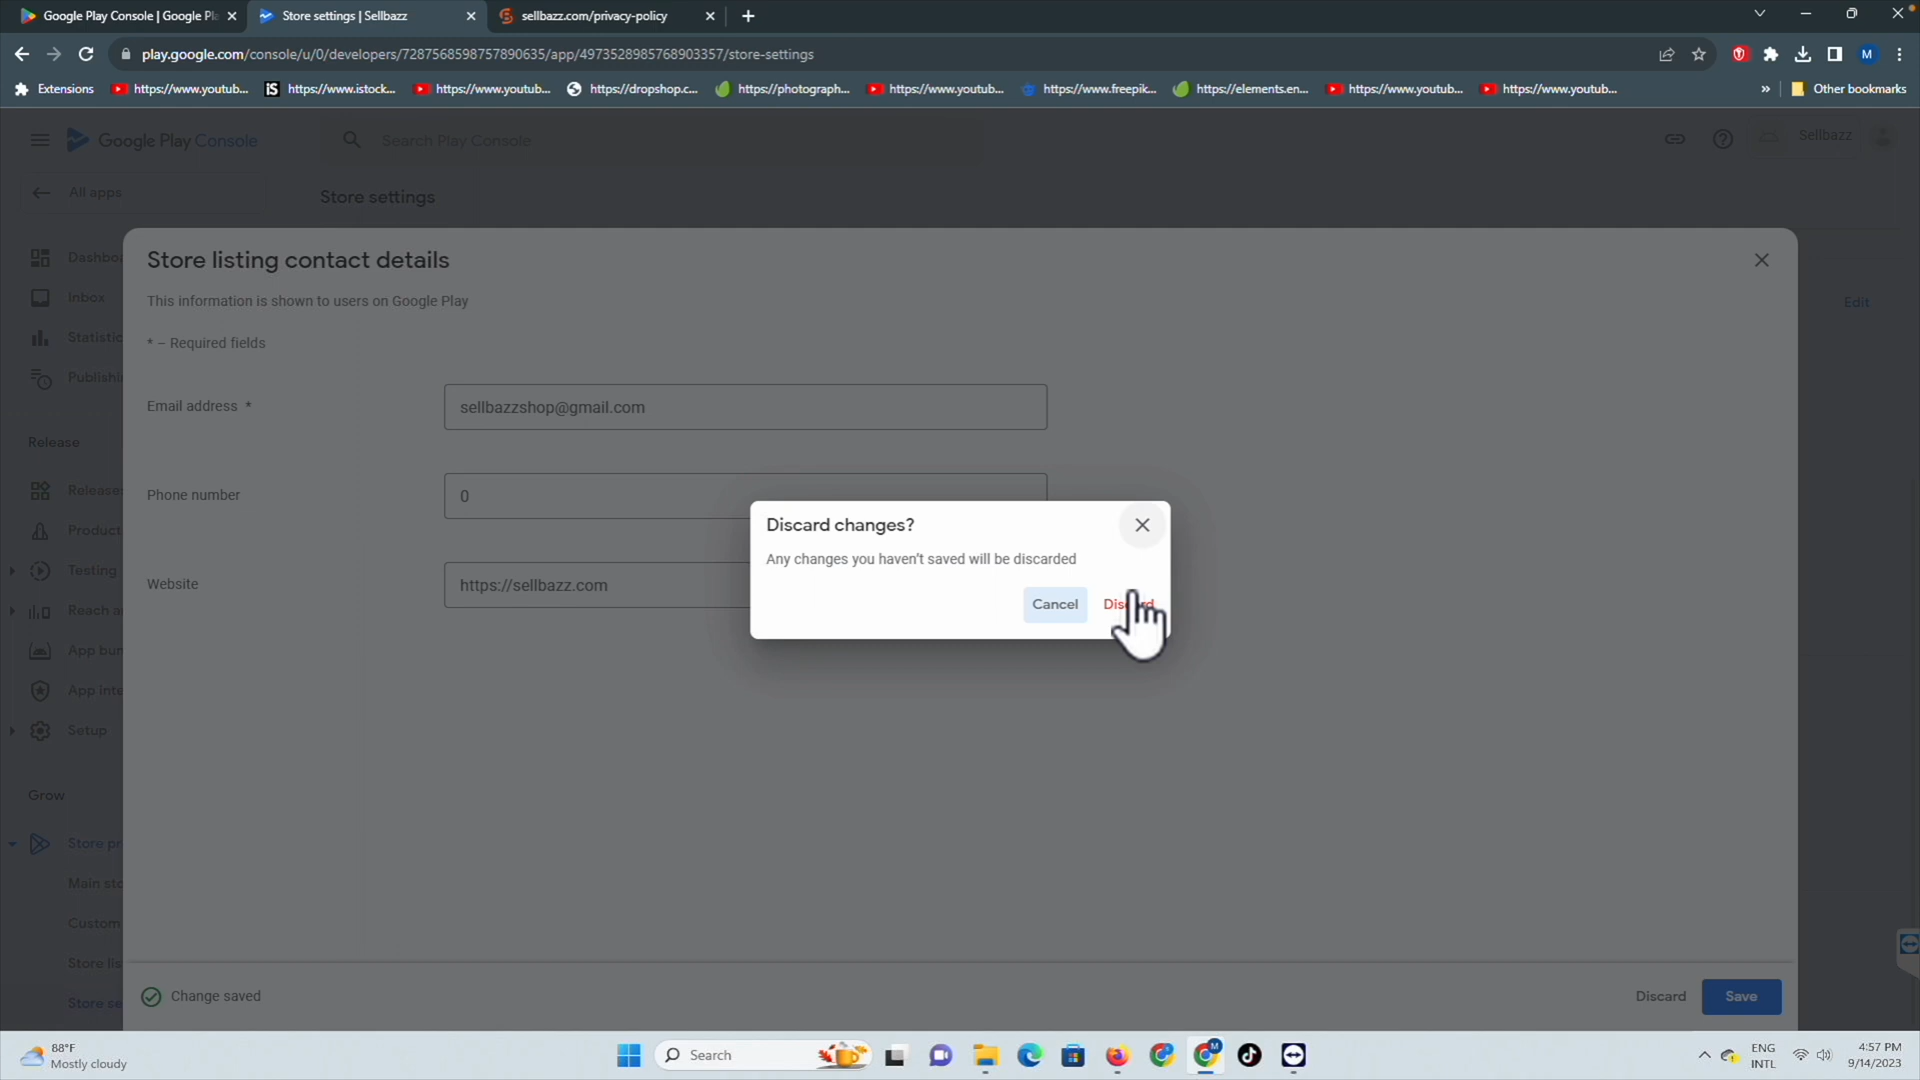 Google Play Console | Google Pla
Store settings | Sellbazz
sellbazz.com/privacy-policy
play.google.com/console/u/0/developers/7287568598757890635/app/4973528985768903357/store-settings
M
Extensions
https://www.youtub...
iS
https://www.istock...
https://www.youtub...
https://dropshop.c...
https://photograph...
https://www.youtub...
https://www.freepik...
https://elements.en...
https://www.youtub...
https://www.youtub...
»
Other bookmarks
Google Play Console
Search Play Console
Sellbazz
All apps
Store settings
Edit
Dashboa
Inbox
Statistic
Publishi
Release
Releases
Product
Testing
Reach a
App bun
App inte
Setup
Grow
Store pr
Main sto
Custom
Store lis
Store se
Store listing contact details
This information is shown to users on Google Play
* – Required fields
Email address *
sellbazzshop@gmail.com
Phone number
0
Website
https://sellbazz.com
Discard changes?
Any changes you haven't saved will be discarded
Cancel
Change saved
Discard
Save
88°F
Mostly cloudy
Search
M
ENG
INTL
4:57 PM
9/14/2023